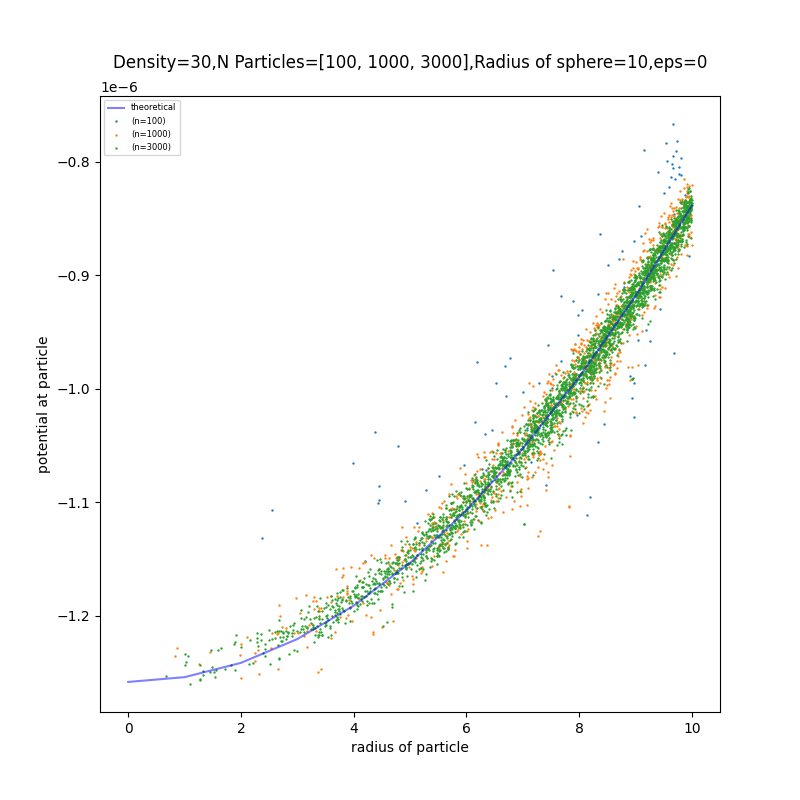 Density=30,N Particles=[100, 1000, 3000],Radius of sphere=10,eps=0
1e−6
theoretical
(n=100)
(n=1000)
(n=3000)
−0.8
−0.9
−1.0
−1.1
−1.2
potential at particle
0 2 4 6 8 10
radius of particle